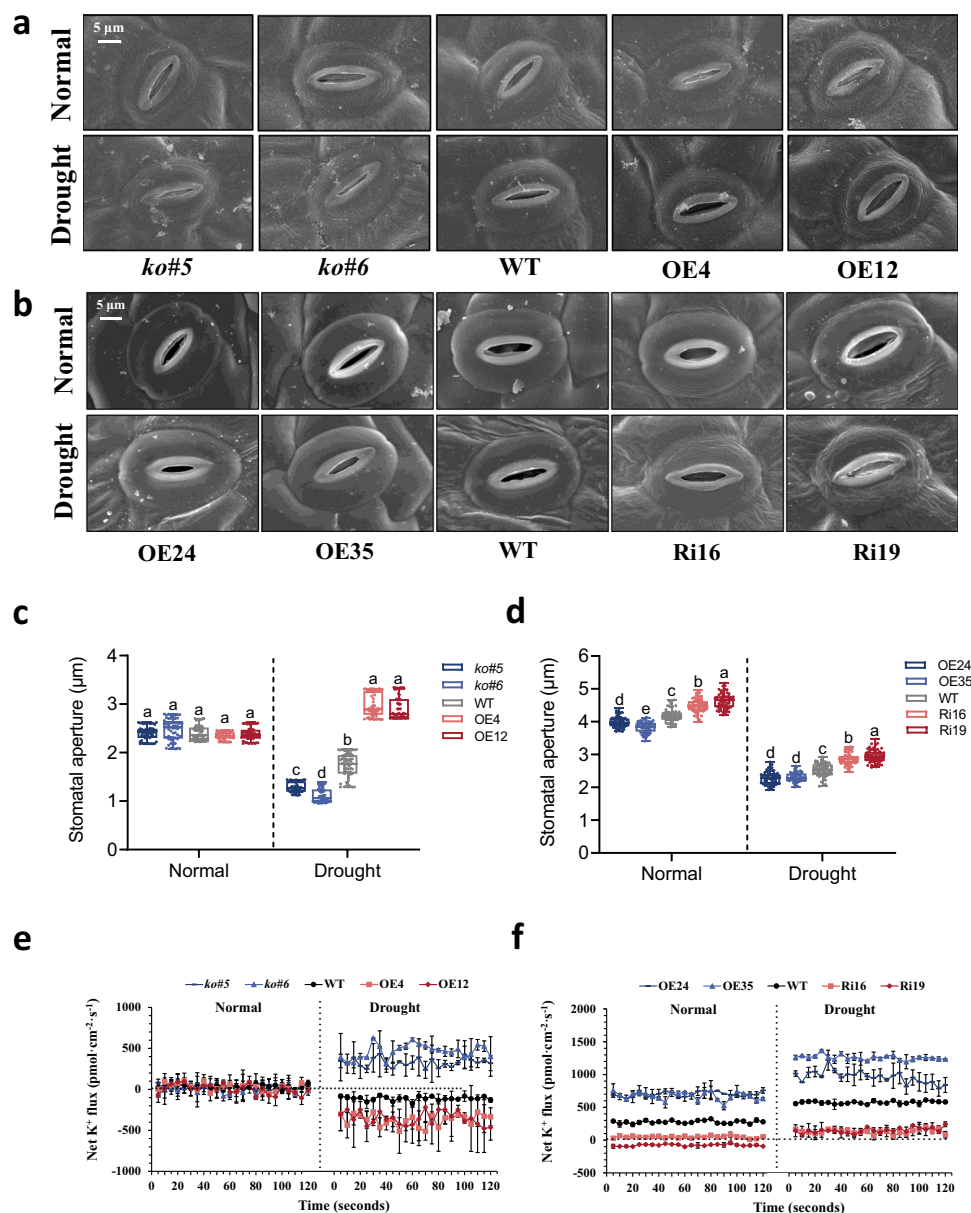 a
5 µm
Normal
Drought
ko#5 ko#6 WT OE4 OE12
b
5 µm
Normal
Drought
OE24 OE35 WT Ri16 Ri19
c
Stomatal aperture (µm)
4
3
2
1
0
a a a a a
c d b a a
Normal Drought
ko#5
ko#6
WT
OE4
OE12
d
Stomatal aperture (µm)
6
5
4
3
2
1
0
d e c b a
d d c b a
Normal Drought
OE24
OE35
WT
Ri16
Ri19
e
ko#5 ko#6 WT OE4 OE12
Normal Drought
Net K⁺ flux (pmol·cm⁻²·s⁻¹)
1000
500
0
-500
-1000
0 20 40 60 80 100 120 0 20 40 60 80 100 120
Time (seconds)
f
OE24 OE35 WT Ri16 Ri19
Normal Drought
Net K⁺ flux (pmol·cm⁻²·s⁻¹)
2000
1500
1000
500
0
-500
0 20 40 60 80 100 120 0 20 40 60 80 100 120
Time (seconds)